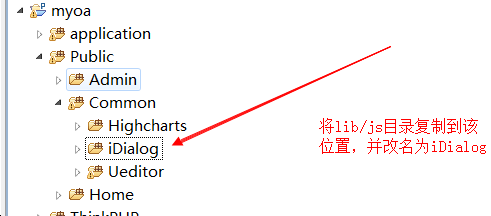 myoa
application
Public
Admin
Common
Highcharts
iDialog
Ueditor
Home
ThinkPHP
将lib/js目录复制到该
位置，并改名为iDialog